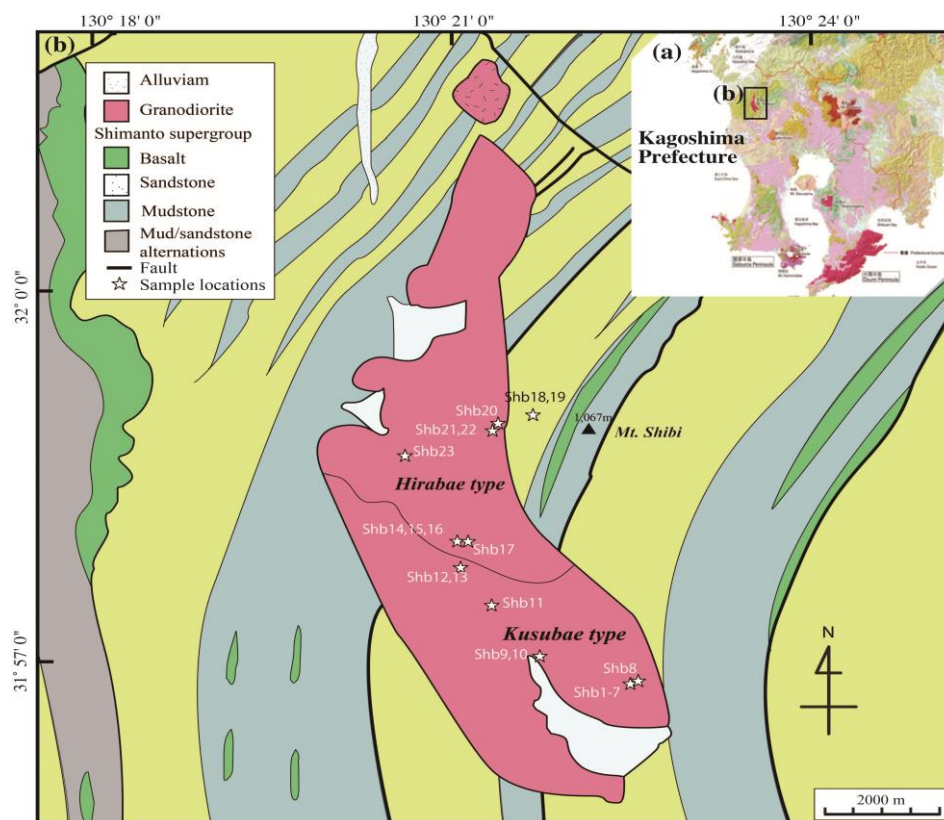 130° 18' 0"
130° 21' 0"
130° 24' 0"
(b)
Alluviam
Granodiorite
Shimanto supergroup
Basalt
Sandstone
Mudstone
Mud/sandstone
alternations
Fault
Sample locations
(a)
(b)
Kagoshima
Prefecture
32° 0' 0"
31° 57' 0"
Shb18,19
Shb20
Shb21,22
1,067m
Mt. Shibi
Shb23
Hirabae type
Shb14,15,16
Shb17
Shb12,13
Shb11
Kusubae type
Shb9,10
Shb8
Shb1-7
N
2000 m